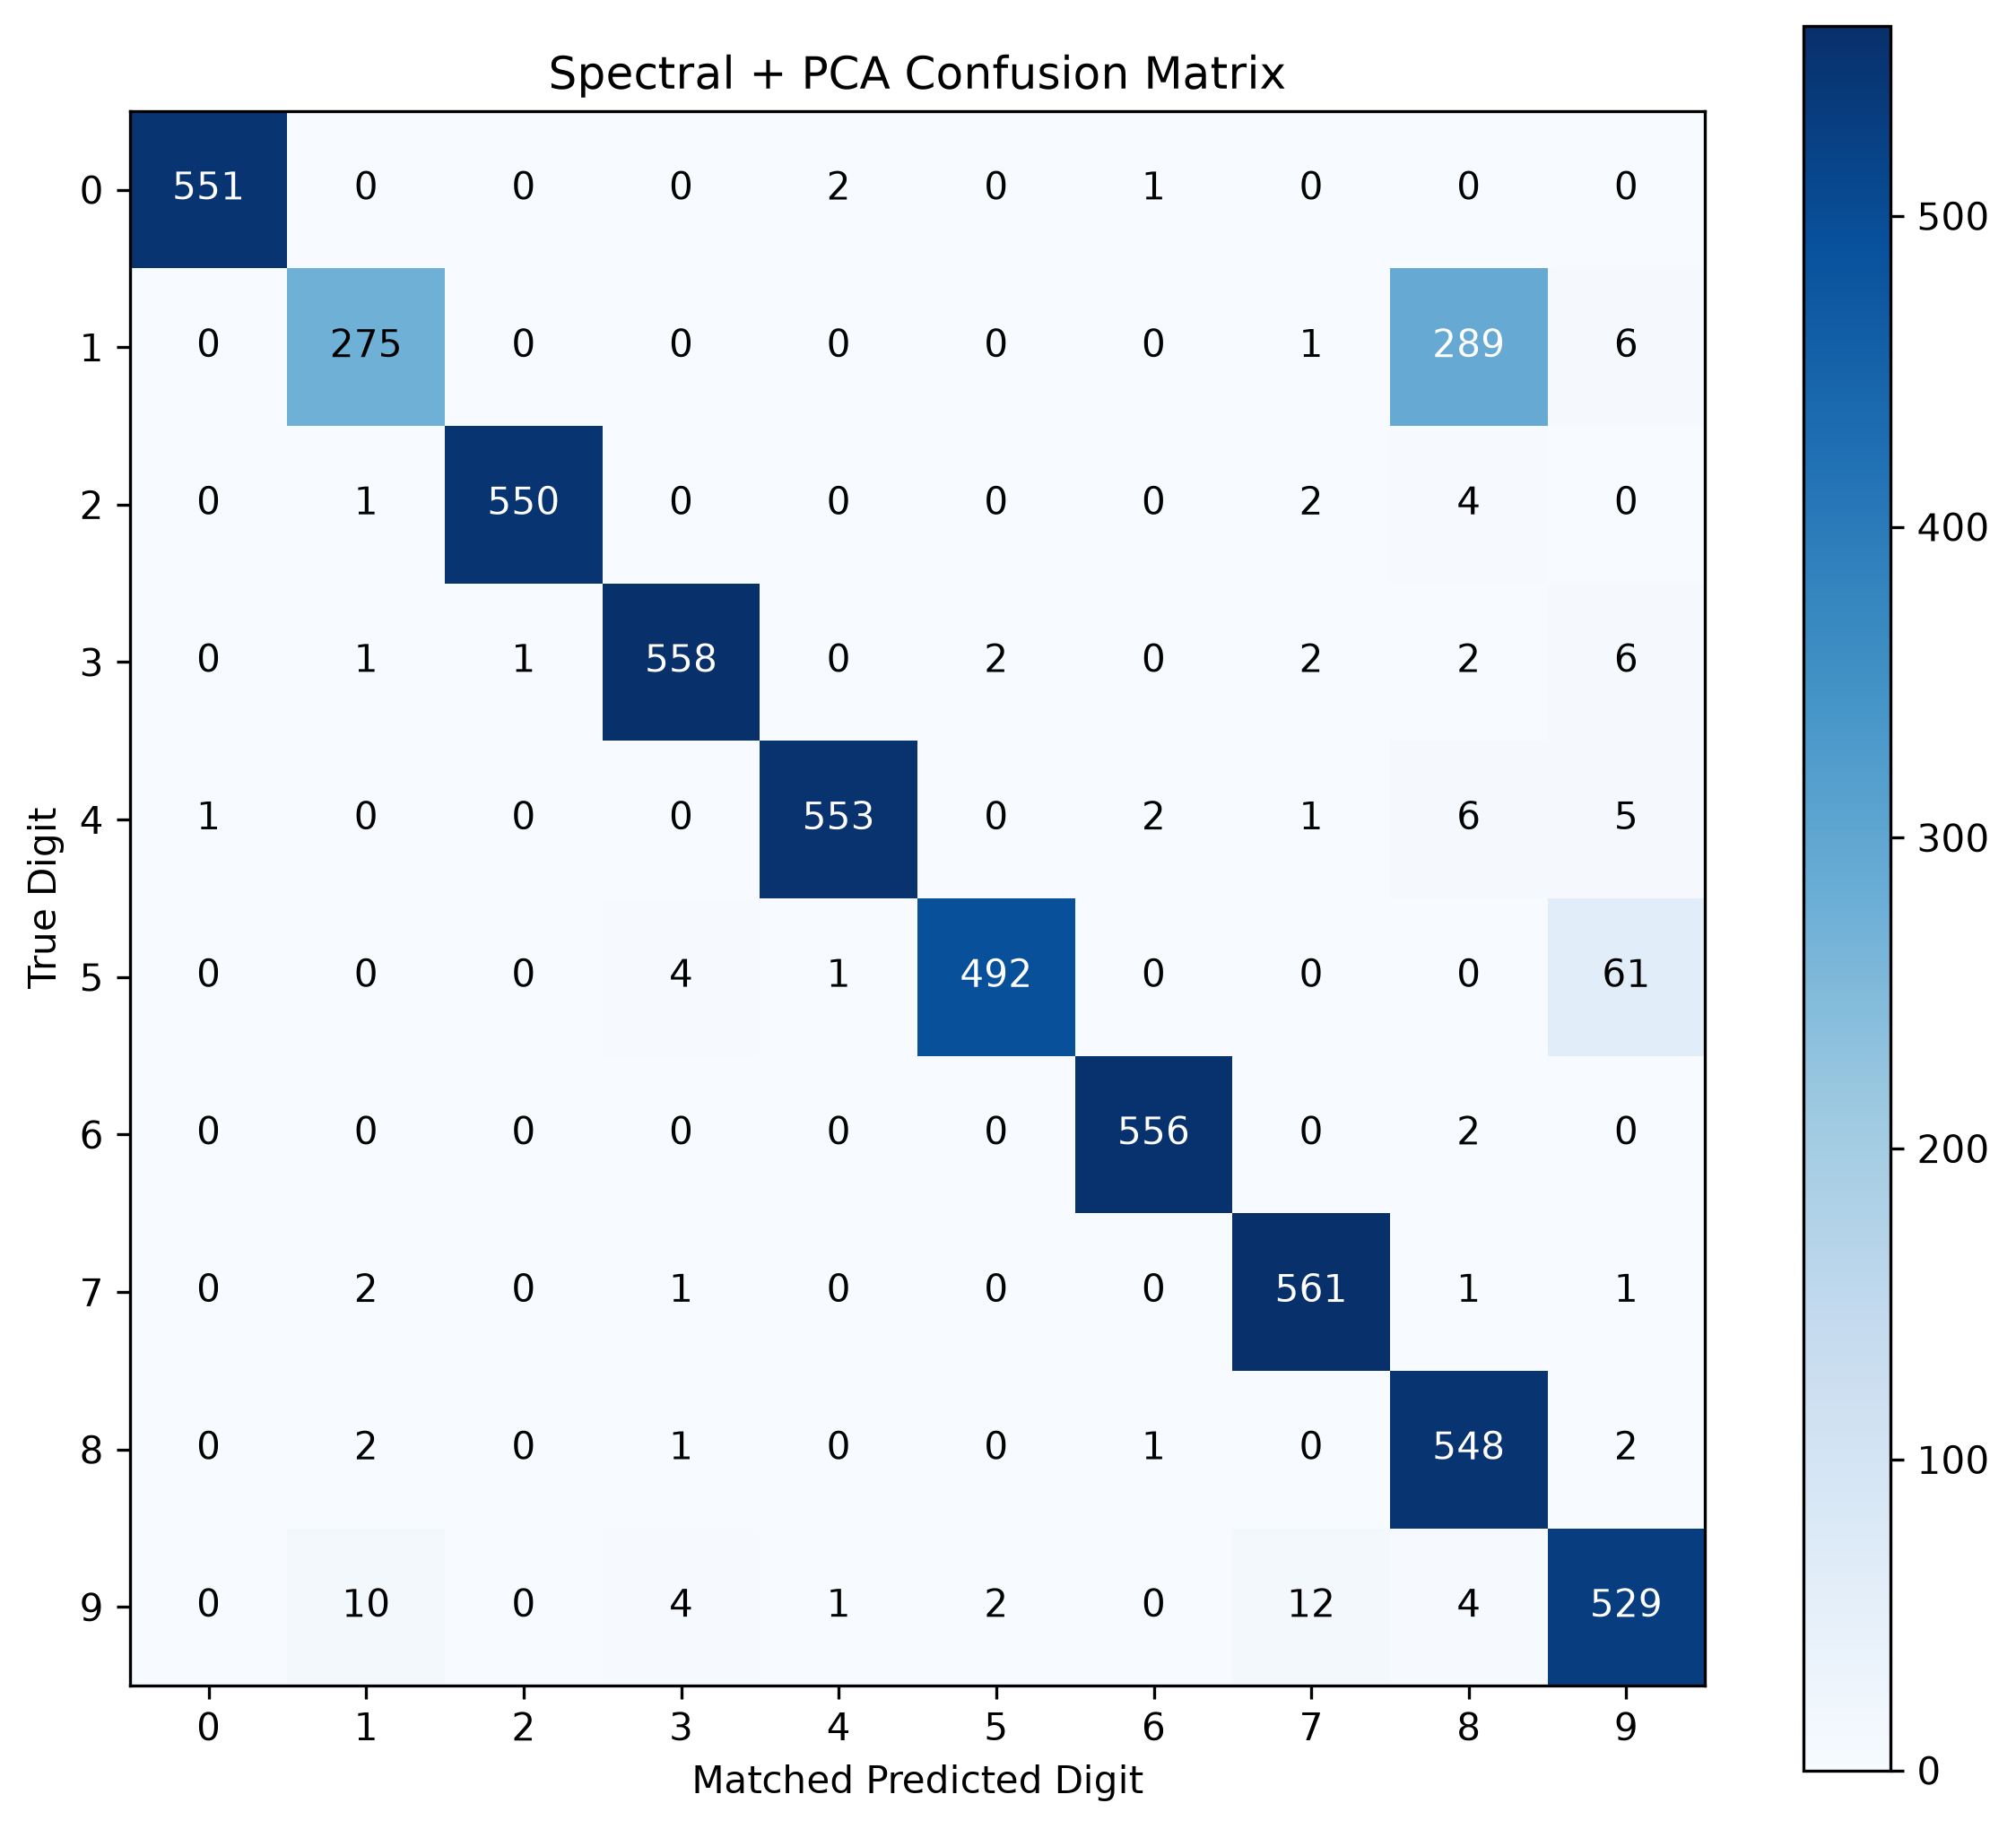 Spectral + PCA Confusion Matrix
0 551 0 0 0 2 0 1 0 0 0
1 0 275 0 0 0 0 0 1 289 6
2 0 1 550 0 0 0 0 2 4 0
3 0 1 1 558 0 2 0 2 2 6
4 1 0 0 0 553 0 2 1 6 5
5 0 0 0 4 1 492 0 0 0 61
6 0 0 0 0 0 0 556 0 2 0
7 0 2 0 1 0 0 0 561 1 1
8 0 2 0 1 0 0 1 0 548 2
9 0 10 0 4 1 2 0 12 4 529
0 1 2 3 4 5 6 7 8 9
Matched Predicted Digit
True Digit
500
400
300
200
100
0